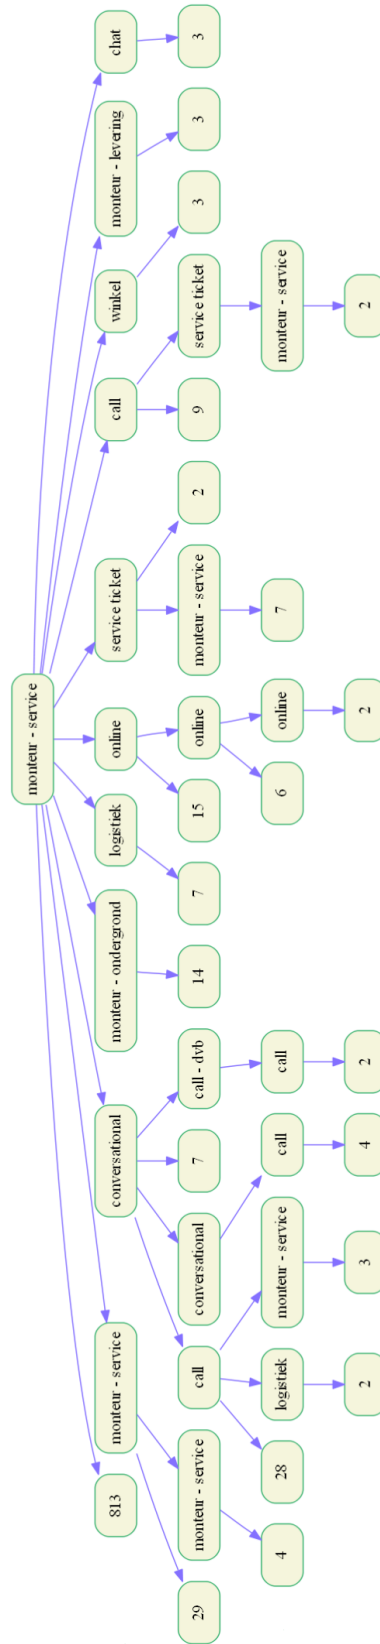 monteur - service
813
monteur - service
conversational
monteur - ondergrond
logistiek
online
service ticket
call
winkel
monteur - levering
chat
29
monteur - service
call
conversational
7
call - dvb
14
7
15
online
monteur - service
2
9
service ticket
3
3
3
4
28
logistiek
monteur - service
call
call
6
online
7
monteur - service
2
3
4
2
2
2